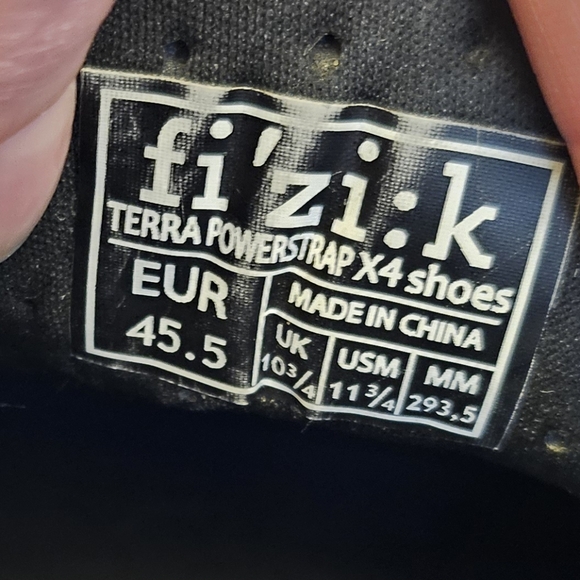 fi'zi:k
TERRA POWERSTRAP X4 shoes
EUR
45.5
MADE IN CHINA
UK
10¾
USM
11¾
MM
293,5